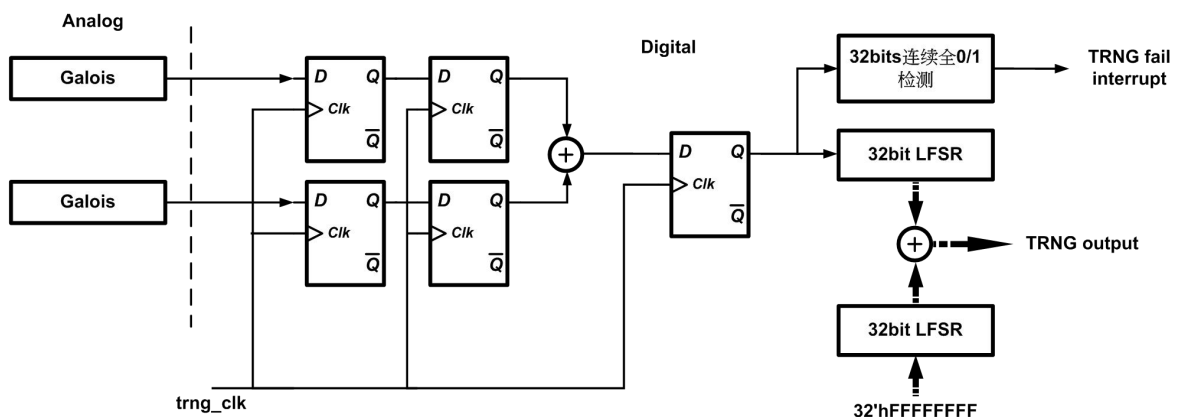 Analog
Digital
Galois
D Q
Clk
Q
D Q
Clk
Q
32bits连续全0/1
检测
TRNG fail
interrupt
D Q
Clk
Q
32bit LFSR
Galois
D Q
Clk
Q
D Q
Clk
Q
+
+
TRNG output
32bit LFSR
trng_clk
32'hFFFFFFFF